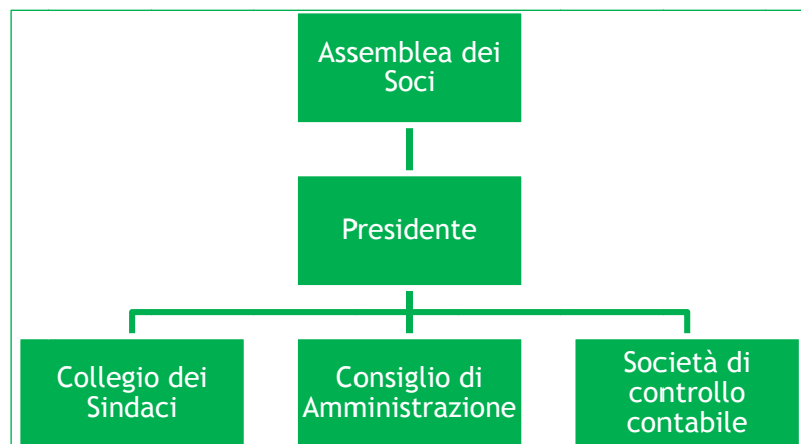 Assemblea dei
Soci
Presidente
Collegio dei
Sindaci
Consiglio di
Amministrazione
Società di
controllo
contabile